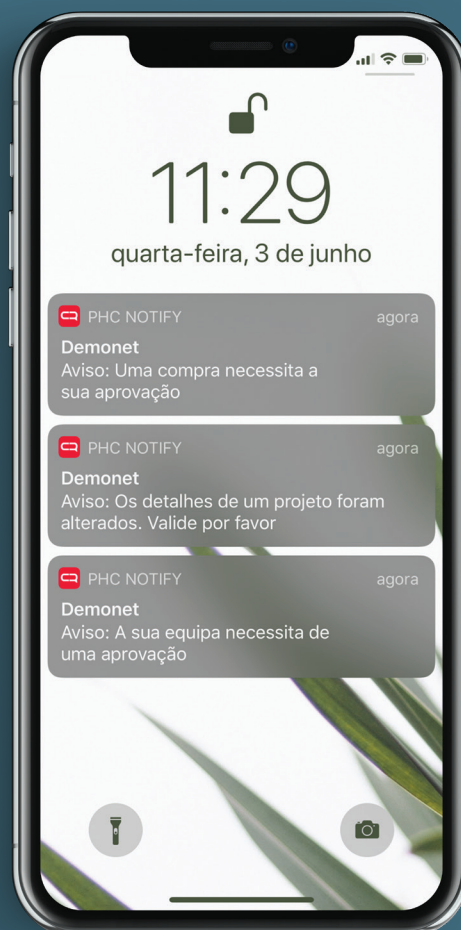 11:29
quarta-feira, 3 de junho
PHC NOTIFY agora
Demonet
Aviso: Uma compra necessita a
sua aprovação
PHC NOTIFY agora
Demonet
Aviso: Os detalhes de um projeto foram
alterados. Valide por favor
PHC NOTIFY agora
Demonet
Aviso: A sua equipa necessita de
uma aprovação